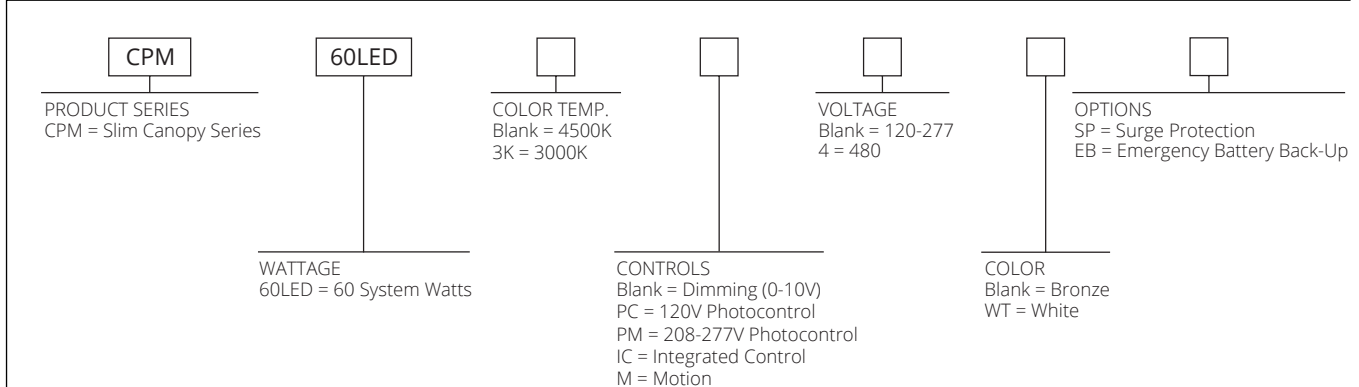 CPM
60LED
PRODUCT SERIES
CPM = Slim Canopy Series
COLOR TEMP.
Blank = 4500K
3K = 3000K
VOLTAGE
Blank = 120-277
4 = 480
OPTIONS
SP = Surge Protection
EB = Emergency Battery Back-Up
WATTAGE
60LED = 60 System Watts
CONTROLS
Blank = Dimming (0-10V)
PC = 120V Photocontrol
PM = 208-277V Photocontrol
IC = Integrated Control
M = Motion
COLOR
Blank = Bronze
WT = White